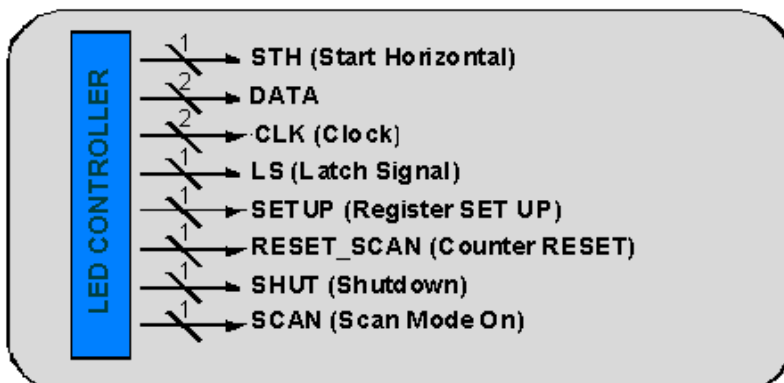 LED CONTROLLER
1 STH (Start Horizontal)
2 DATA
2 CLK (Clock)
1 LS (Latch Signal)
1 SETUP (Register SET UP)
1 RESET_SCAN (Counter RESET)
1 SHUT (Shutdown)
1 SCAN (Scan Mode On)